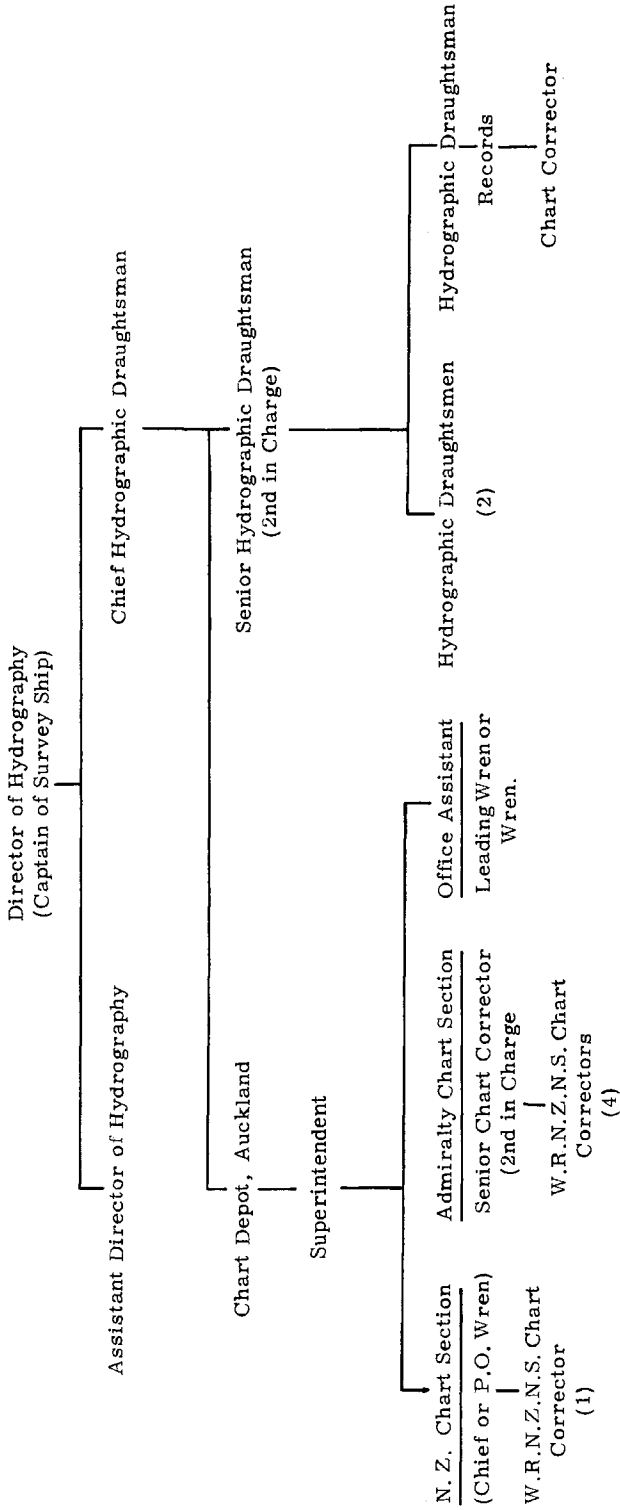 Director of Hydrography
(Captain of Survey Ship)
Assistant Director of Hydrography
Chief Hydrographic Draughtsman
Chart Depot, Auckland
Senior Hydrographic Draughtsman
(2nd in Charge)
Superintendent
N. Z. Chart Section
(Chief or P.O. Wren)
W.R.N.Z.N.S. Chart
Corrector
(1)
Admiralty Chart Section
Senior Chart Corrector
(2nd in Charge
W.R.N.Z.N.S. Chart
Correctors
(4)
Office Assistant
Leading Wren or
Wren.
Hydrographic Draughtsmen
(2)
Hydrographic Draughtsman
Records
Chart Corrector